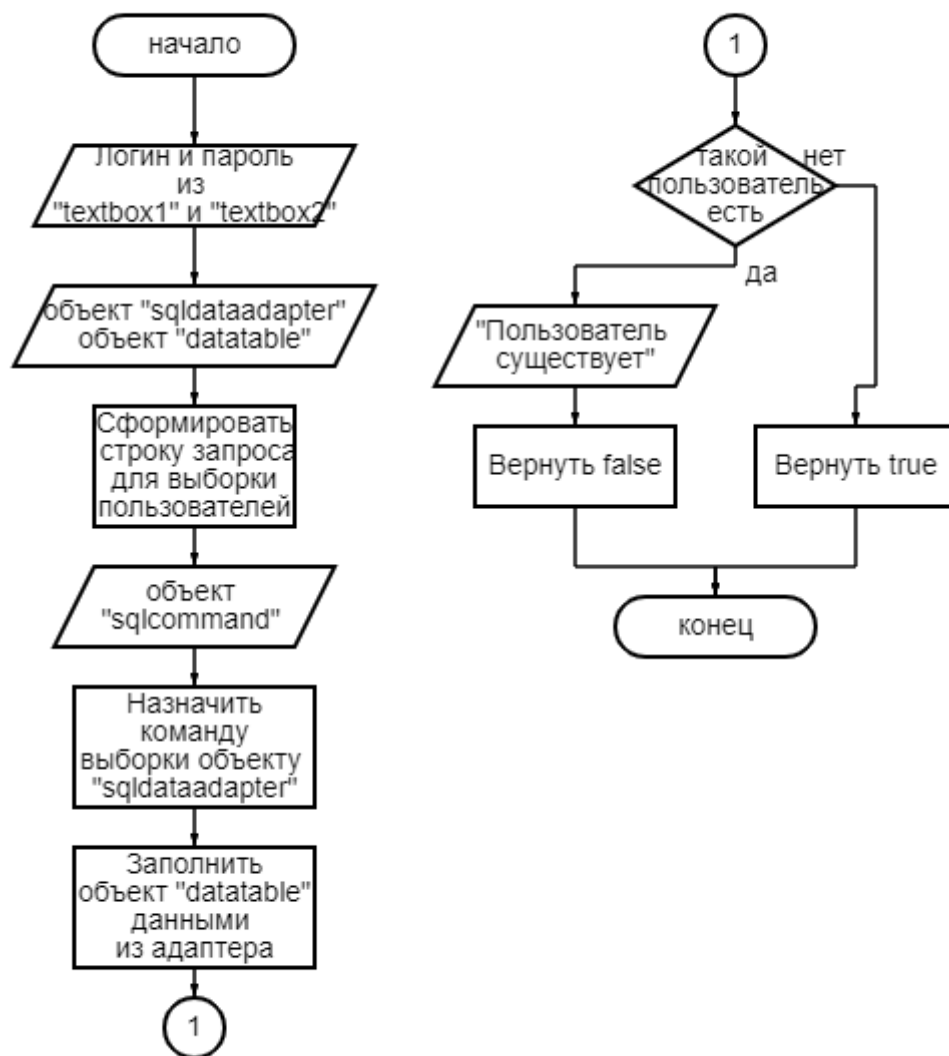 начало
Логин и пароль
из
"textbox1" и "textbox2"
объект "sqldataadapter"
объект "datatable"
Сформировать
строку запроса
для выборки
пользователей
объект
"sqlcommand"
Назначить
команду
выборки объекту
"sqldataadapter"
Заполнить
объект "datatable"
данными
из адаптера
1
1
такой
пользователь
есть
нет
да
"Пользователь
существует"
Вернуть false
Вернуть true
конец